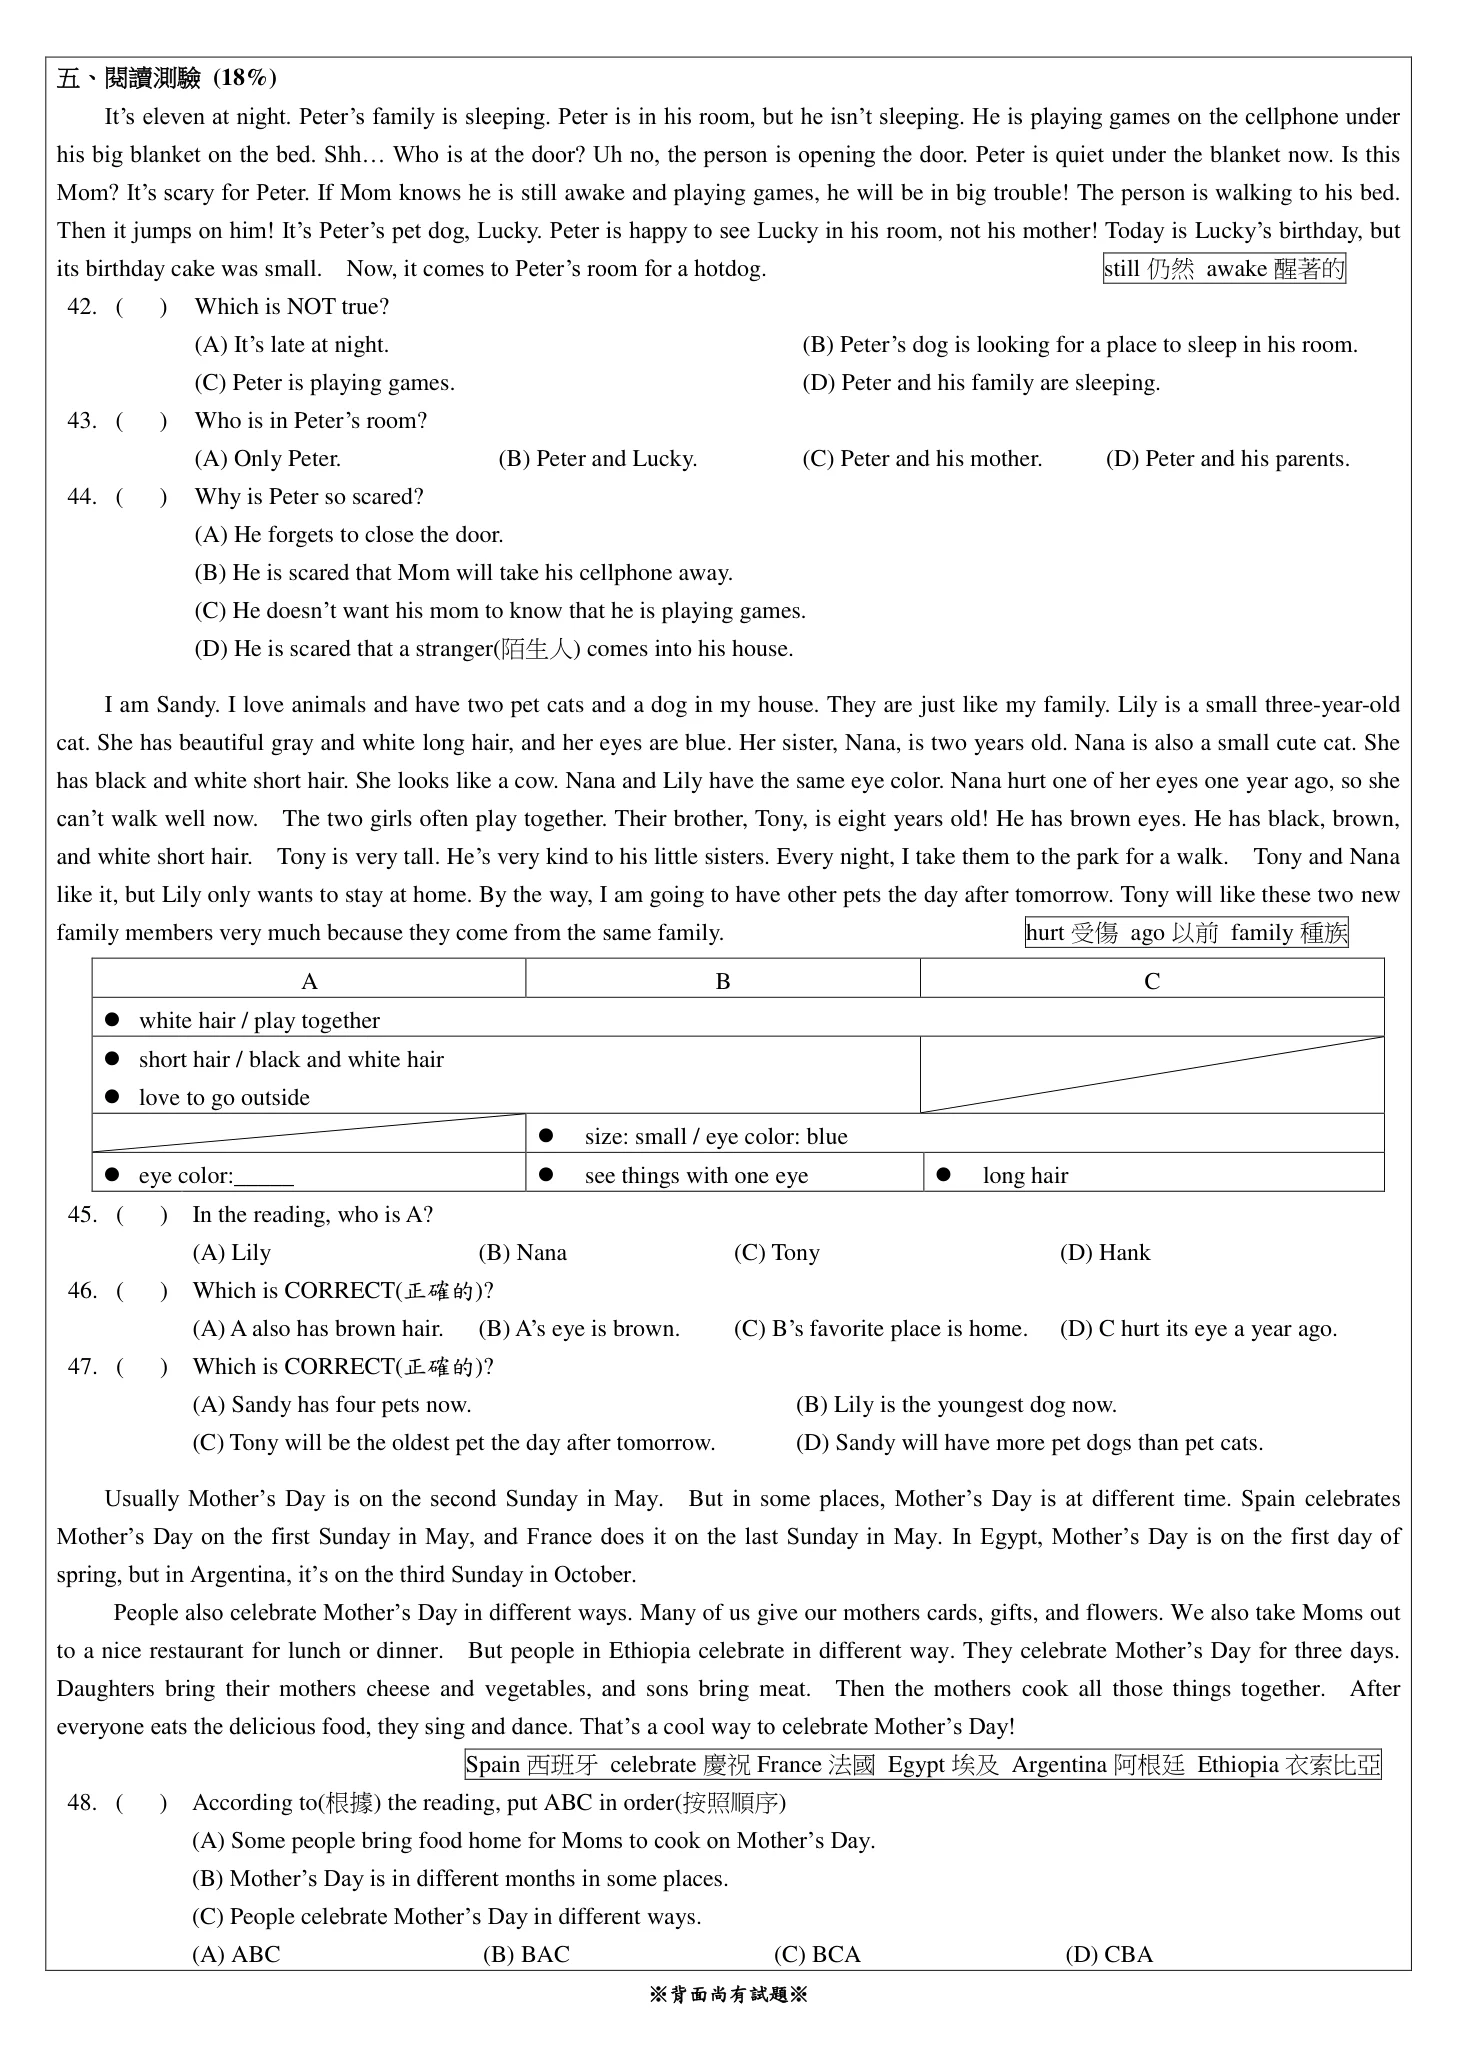 五、閱讀測驗 (18%)
It's eleven at night. Peter's family is sleeping. Peter is in his room, but he isn't sleeping. He is playing games on the cellphone under
his big blanket on the bed. Shh… Who is at the door? Uh no, the person is opening the door. Peter is quiet under the blanket now. Is this
Mom? It's scary for Peter. If Mom knows he is still awake and playing games, he will be in big trouble! The person is walking to his bed.
Then it jumps on him! It's Peter's pet dog, Lucky. Peter is happy to see Lucky in his room, not his mother! Today is Lucky's birthday, but
its birthday cake was small. Now, it comes to Peter's room for a hotdog. still 仍然 awake 醒著的
42. ( ) Which is NOT true?
(A) It's late at night. (B) Peter's dog is looking for a place to sleep in his room.
(C) Peter is playing games. (D) Peter and his family are sleeping.
43. ( ) Who is in Peter's room?
(A) Only Peter. (B) Peter and Lucky. (C) Peter and his mother. (D) Peter and his parents.
44. ( ) Why is Peter so scared?
(A) He forgets to close the door.
(B) He is scared that Mom will take his cellphone away.
(C) He doesn't want his mom to know that he is playing games.
(D) He is scared that a stranger(陌生人) comes into his house.
I am Sandy. I love animals and have two pet cats and a dog in my house. They are just like my family. Lily is a small three-year-old
cat. She has beautiful gray and white long hair, and her eyes are blue. Her sister, Nana, is two years old. Nana is also a small cute cat. She
has black and white short hair. She looks like a cow. Nana and Lily have the same eye color. Nana hurt one of her eyes one year ago, so she
can't walk well now. The two girls often play together. Their brother, Tony, is eight years old! He has brown eyes. He has black, brown,
and white short hair. Tony is very tall. He's very kind to his little sisters. Every night, I take them to the park for a walk. Tony and Nana
like it, but Lily only wants to stay at home. By the way, I am going to have other pets the day after tomorrow. Tony will like these two new
family members very much because they come from the same family. hurt 受傷 ago 以前 family 種族
A B C
● white hair / play together
● short hair / black and white hair
● love to go outside
● size: small / eye color: blue
● eye color:_____ ● see things with one eye ● long hair
45. ( ) In the reading, who is A?
(A) Lily (B) Nana (C) Tony (D) Hank
46. ( ) Which is CORRECT(正確的)?
(A) A also has brown hair. (B) A's eye is brown. (C) B's favorite place is home. (D) C hurt its eye a year ago.
47. ( ) Which is CORRECT(正確的)?
(A) Sandy has four pets now. (B) Lily is the youngest dog now.
(C) Tony will be the oldest pet the day after tomorrow. (D) Sandy will have more pet dogs than pet cats.
Usually Mother's Day is on the second Sunday in May. But in some places, Mother's Day is at different time. Spain celebrates
Mother's Day on the first Sunday in May, and France does it on the last Sunday in May. In Egypt, Mother's Day is on the first day of
spring, but in Argentina, it's on the third Sunday in October.
People also celebrate Mother's Day in different ways. Many of us give our mothers cards, gifts, and flowers. We also take Moms out
to a nice restaurant for lunch or dinner. But people in Ethiopia celebrate in different way. They celebrate Mother's Day for three days.
Daughters bring their mothers cheese and vegetables, and sons bring meat. Then the mothers cook all those things together. After
everyone eats the delicious food, they sing and dance. That's a cool way to celebrate Mother's Day!
Spain 西班牙 celebrate 慶祝 France 法國 Egypt 埃及 Argentina 阿根廷 Ethiopia 衣索比亞
48. ( ) According to(根據) the reading, put ABC in order(按照順序)
(A) Some people bring food home for Moms to cook on Mother's Day.
(B) Mother's Day is in different months in some places.
(C) People celebrate Mother's Day in different ways.
(A) ABC (B) BAC (C) BCA (D) CBA
※背面尚有試題※